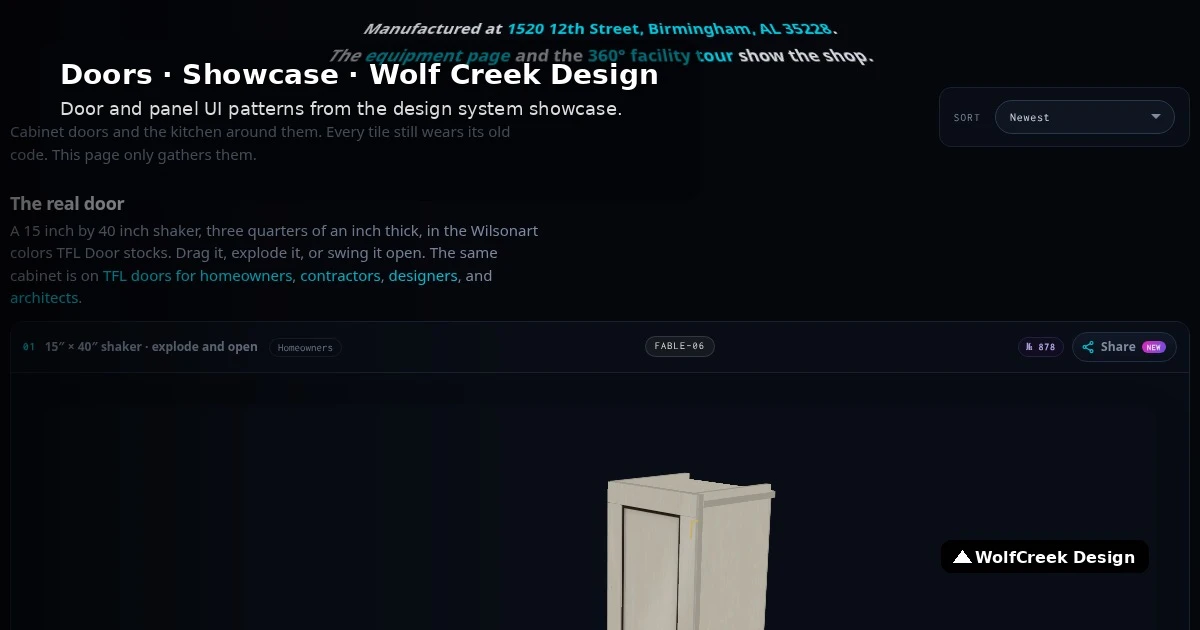 Manufactured at 1520 12th Street, Birmingham, AL 35228.
The equipment page and the 360° facility tour show the shop.
Doors · Showcase · Wolf Creek Design
Door and panel UI patterns from the design system showcase.
Cabinet doors and the kitchen around them. Every tile still wears its old
code. This page only gathers them.
SORT Newest
The real door
A 15 inch by 40 inch shaker, three quarters of an inch thick, in the Wilsonart
colors TFL Door stocks. Drag it, explode it, or swing it open. The same
cabinet is on TFL doors for homeowners, contractors, designers, and
architects.
01 15″ × 40″ shaker · explode and open Homeowners FABLE-06 № 878 Share NEW
WolfCreek Design